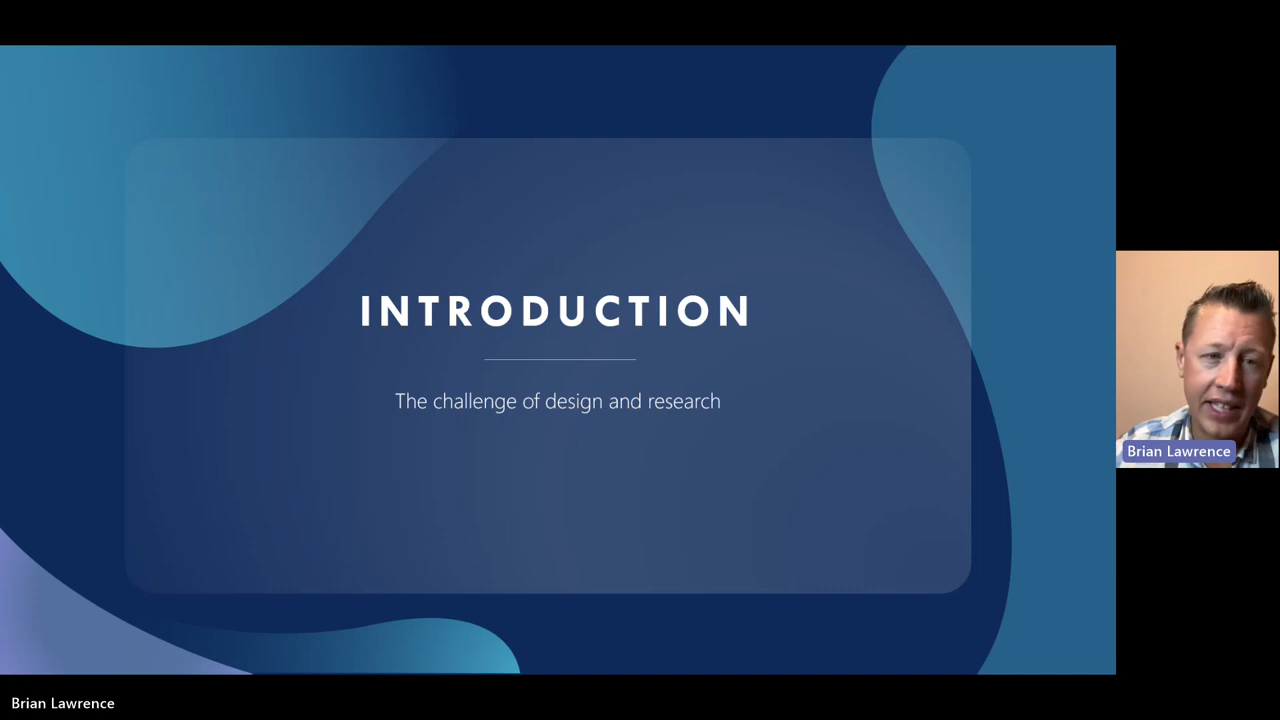 INTRODUCTION
The challenge of design and research
Brian Lawrence
Brian Lawrence